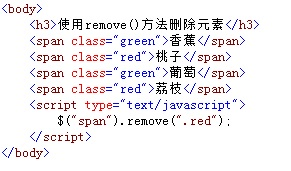 <body>
<h3>使用remove()方法删除元素</h3>
<span class="green">香蕉</span>
<span class="red">桃子</span>
<span class="green">葡萄</span>
<span class="red">荔枝</span>
<script type="text/javascript">
$("span").remove(".red");
</script>
</body>